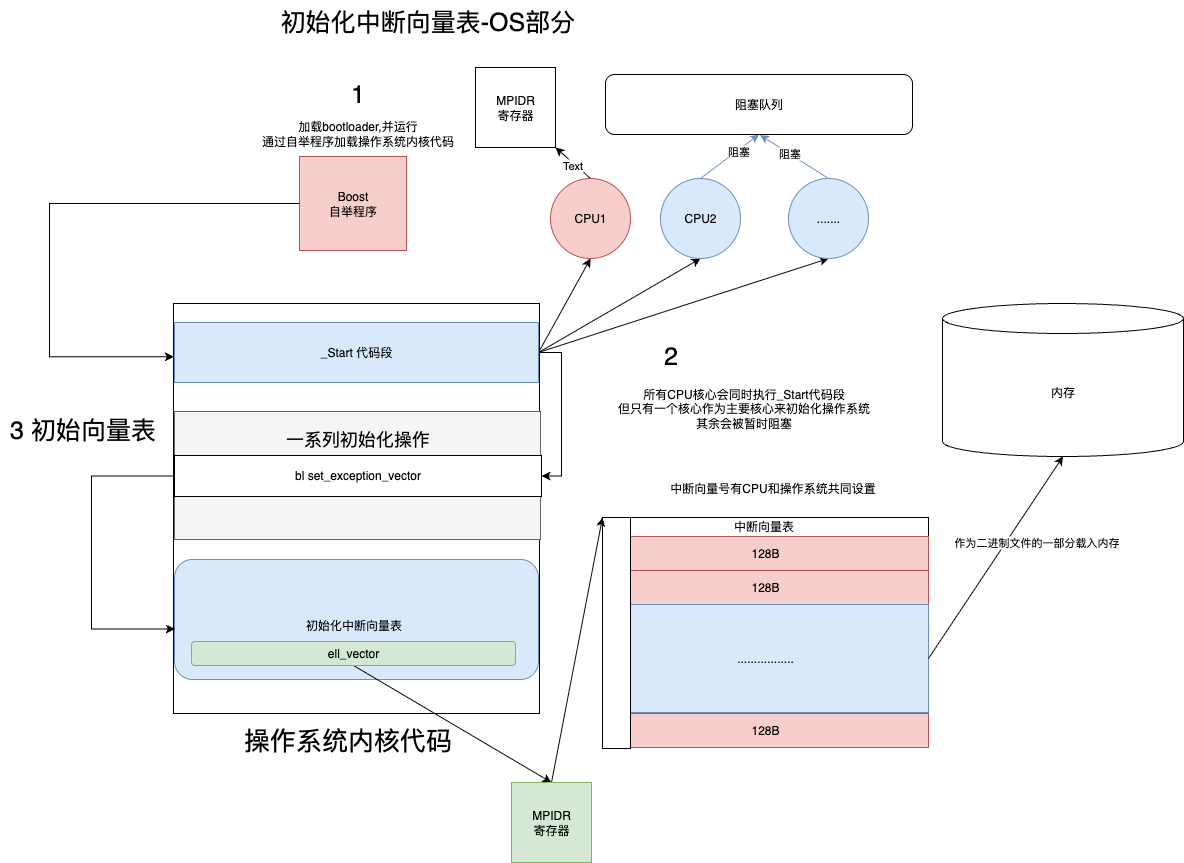 初始化中断向量表-OS部分
1
加载bootloader,并运行
通过自举程序加载操作系统内核代码
Boost
自举程序
MPIDR
寄存器
阻塞队列
Text
阻塞
阻塞
CPU1
CPU2
.......
_Start 代码段
2
所有CPU核心会同时执行_Start代码段
但只有一个核心作为主要核心来初始化操作系统
其余会被暂时阻塞
内存
3 初始向量表
一系列初始化操作
bl set_exception_vector
中断向量号有CPU和操作系统共同设置
中断向量表
128B
128B
................
128B
作为二进制文件的一部分载入内存
初始化中断向量表
ell_vector
操作系统内核代码
MPIDR
寄存器